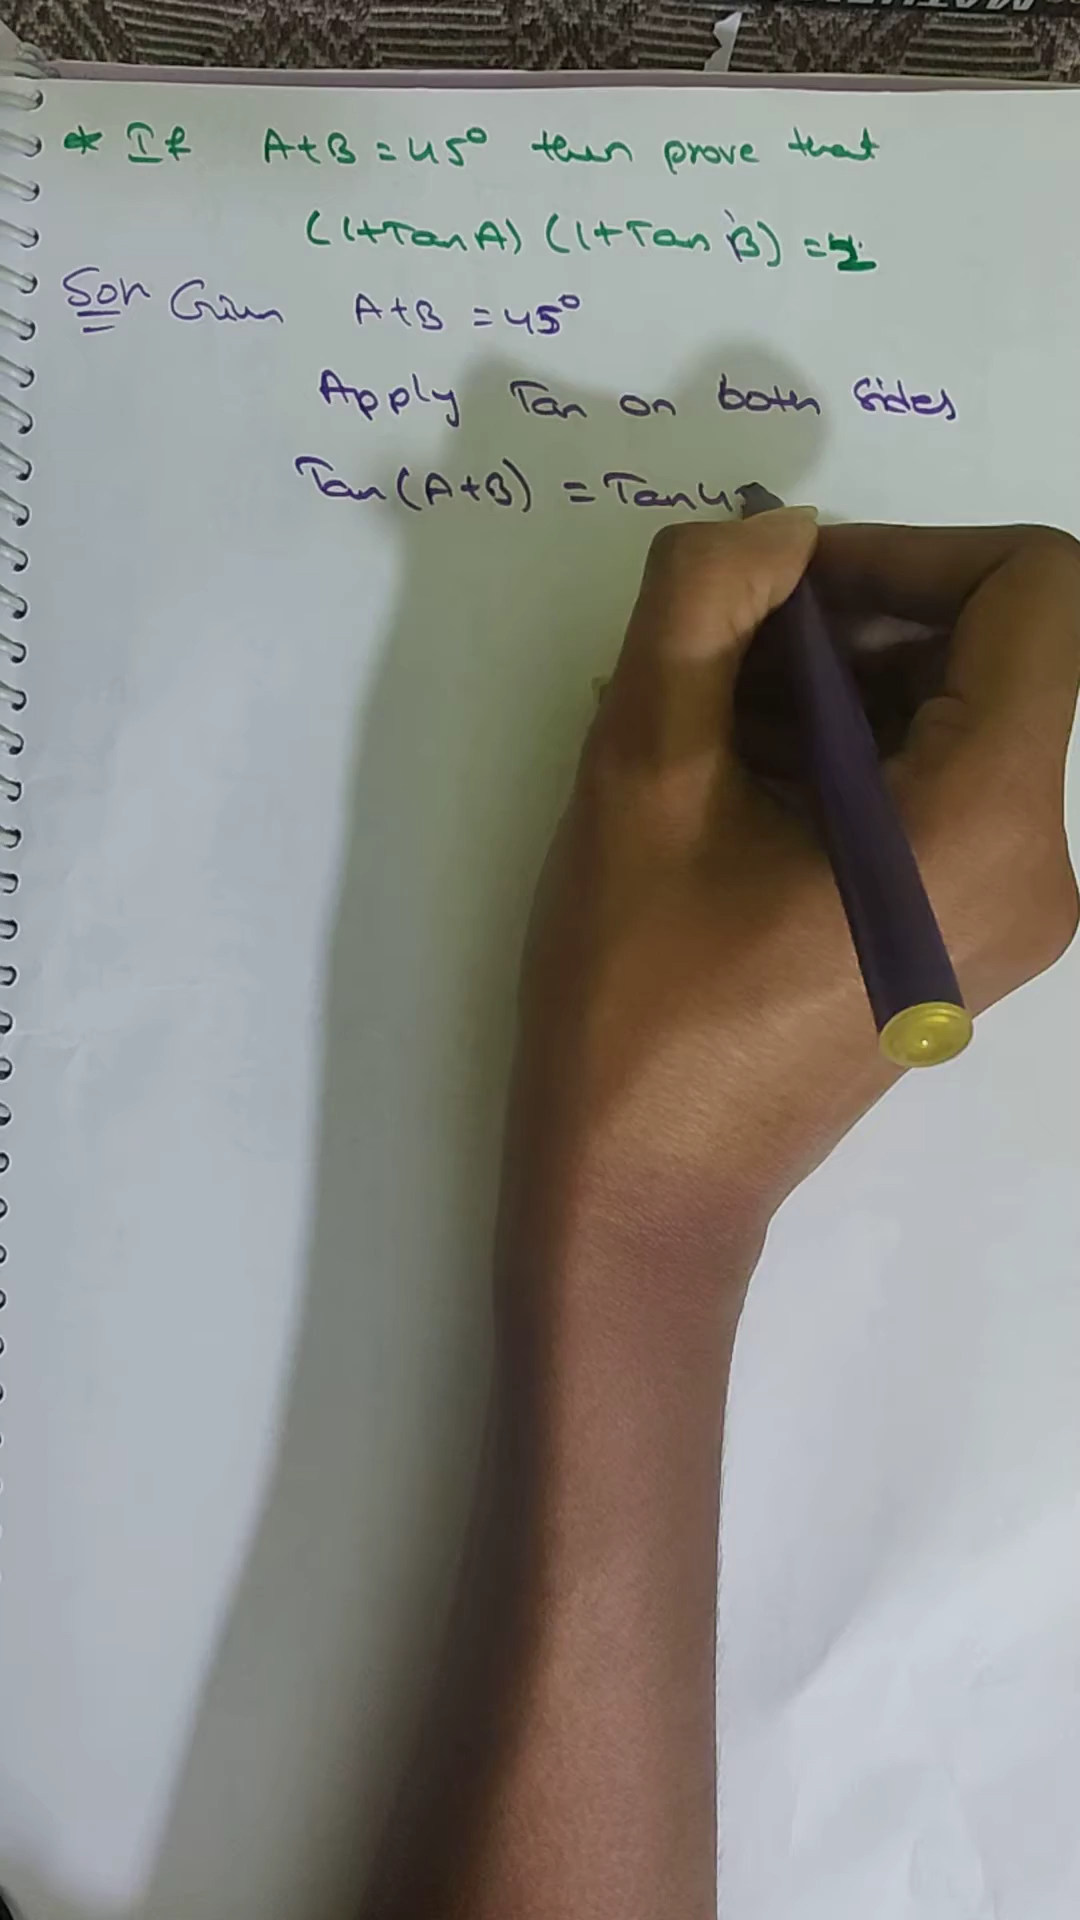 * If A+B = 45° then prove that
(1+Tan A) (1+Tan B) = 2
Sol Given A+B = 45°
Apply Tan on both sides
Tan (A+B) = Tan 45